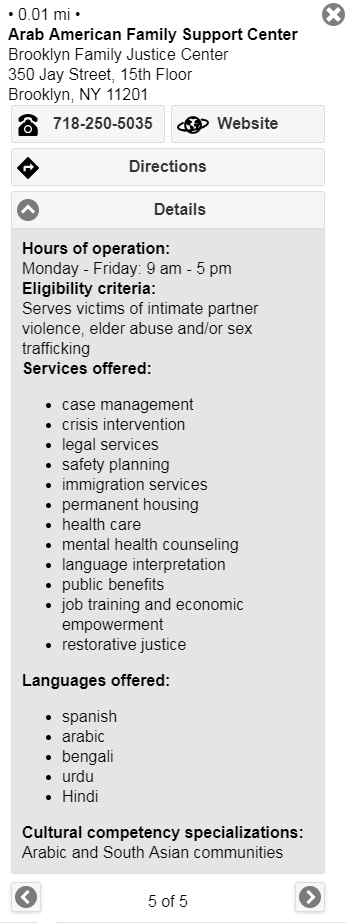 • 0.01 mi •
Arab American Family Support Center
Brooklyn Family Justice Center
350 Jay Street, 15th Floor
Brooklyn, NY 11201
718-250-5035
Website
Directions
Details
Hours of operation:
Monday - Friday: 9 am - 5 pm
Eligibility criteria:
Serves victims of intimate partner
violence, elder abuse and/or sex
trafficking
Services offered:
• case management
• crisis intervention
• legal services
• safety planning
• immigration services
• permanent housing
• health care
• mental health counseling
• language interpretation
• public benefits
• job training and economic
empowerment
• restorative justice
Languages offered:
• spanish
• arabic
• bengali
• urdu
• Hindi
Cultural competency specializations:
Arabic and South Asian communities
5 of 5